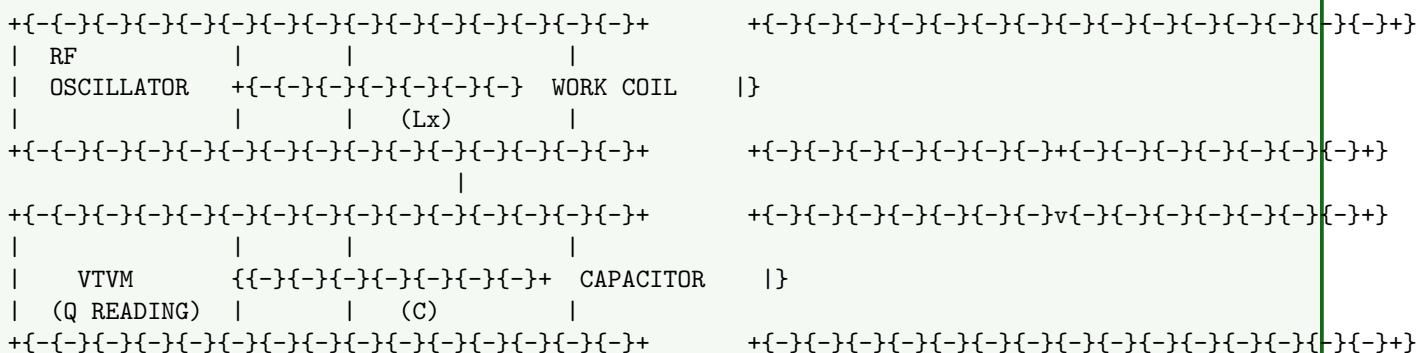 +{-{-}{-}{-}{-}{-}{-}{-}{-}{-}{-}{-}{-}{-}{-}+       +{-}{-}{-}{-}{-}{-}{-}{-}{-}{-}{-}{-}{-}{-}{-}+}
|  RF           |       |               |
|  OSCILLATOR   +{-{-}{-}{-}{-}{-}{-}  WORK COIL    |}
|               |       |   (Lx)        |
+{-{-}{-}{-}{-}{-}{-}{-}{-}{-}{-}{-}{-}{-}{-}+       +{-}{-}{-}{-}{-}{-}{-}+{-}{-}{-}{-}{-}{-}{-}+}
|
+{-{-}{-}{-}{-}{-}{-}{-}{-}{-}{-}{-}{-}{-}{-}+       +{-}{-}{-}{-}{-}{-}{-}v{-}{-}{-}{-}{-}{-}{-}+}
|               |       |               |
|    VTVM       {{-}{-}{-}{-}{-}{-}{-}+  CAPACITOR    |}
|  (Q READING)  |       |   (C)         |
+{-{-}{-}{-}{-}{-}{-}{-}{-}{-}{-}{-}{-}{-}{-}+       +{-}{-}{-}{-}{-}{-}{-}{-}{-}{-}{-}{-}{-}{-}{-}+}